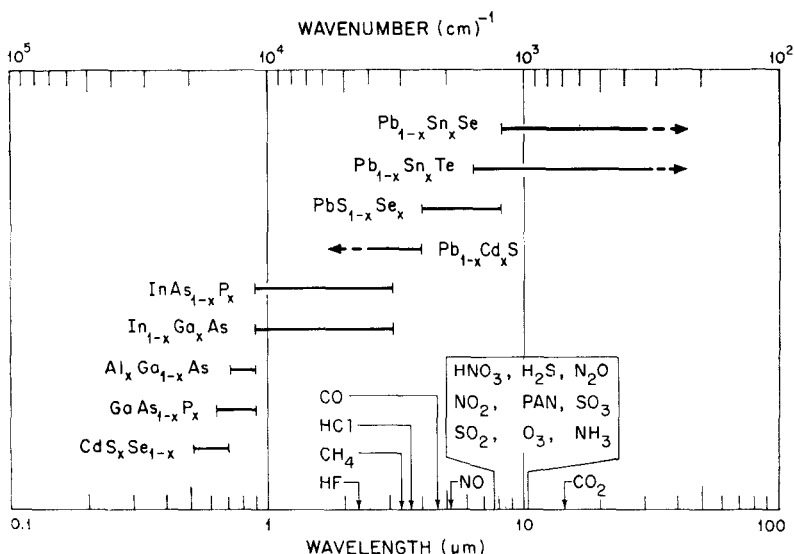 WAVENUMBER (cm)⁻¹
10⁵ 10⁴ 10³ 10²
Pb₁₋ₓSnₓSe
Pb₁₋ₓSnₓTe
PbS₁₋ₓSeₓ
Pb₁₋ₓCdₓS
InAs₁₋ₓPₓ
In₁₋ₓGaₓAs
AlₓGa₁₋ₓAs
GaAs₁₋ₓPₓ
CdSₓSe₁₋ₓ
HNO₃, H₂S, N₂O
NO₂, PAN, SO₃
SO₂, O₃, NH₃
CO
HCl
CH₄
HF
NO
CO₂
0.1 1 10 100
WAVELENGTH (μm)